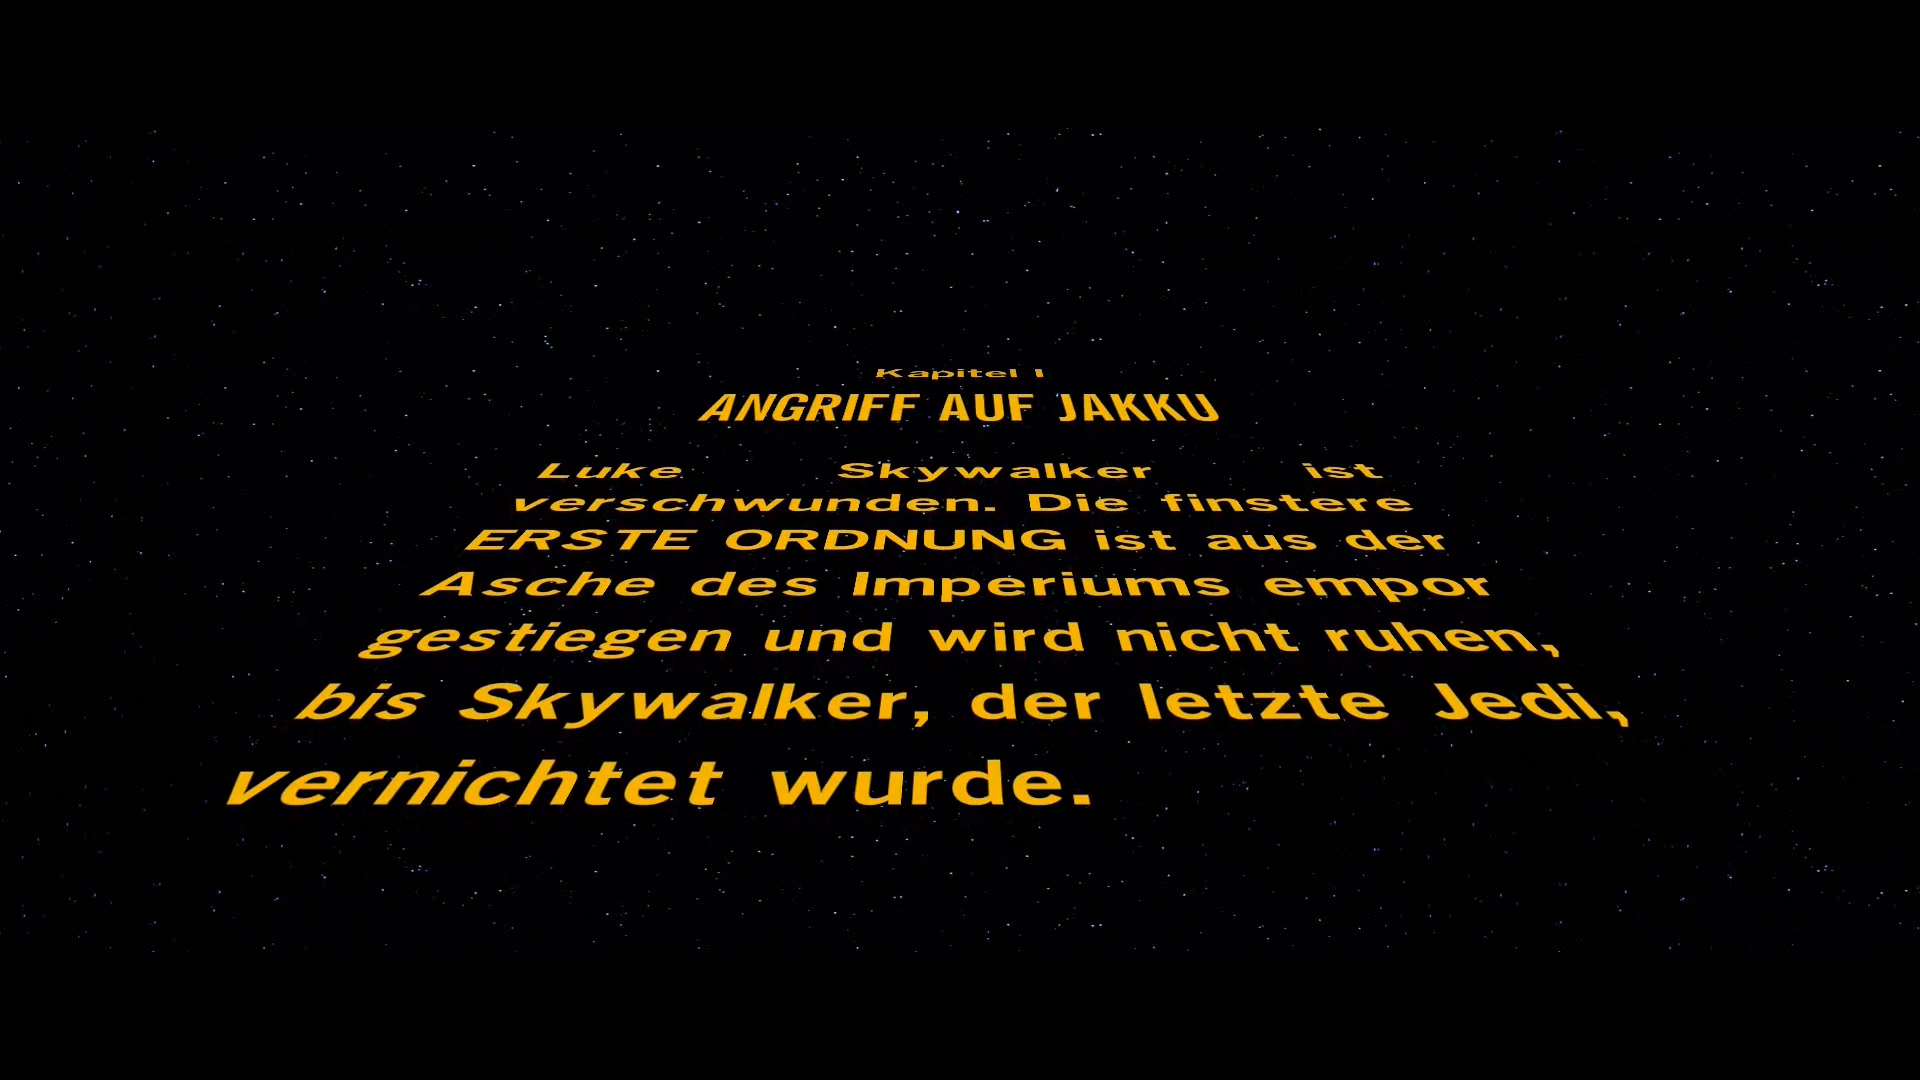 Kapitel I
ANGRIFF AUF JAKKU
Luke Skywalker ist
verschwunden. Die finstere
ERSTE ORDNUNG ist aus der
Asche des Imperiums empor
gestiegen und wird nicht ruhen,
bis Skywalker, der letzte Jedi,
vernichtet wurde.